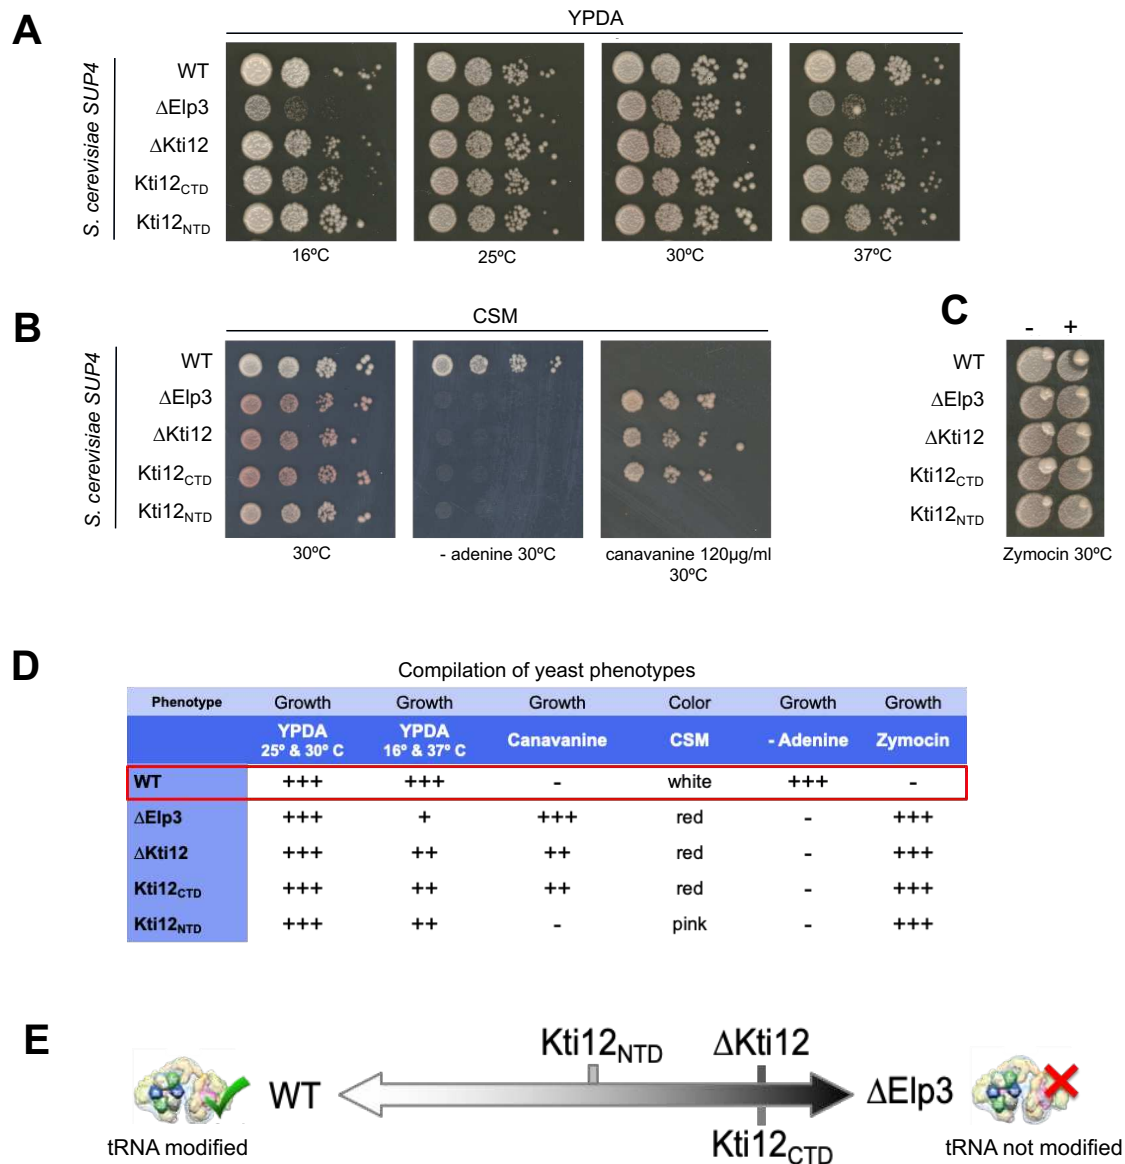 A
YPDA
S. cerevisiae SUP4
WT
ΔElp3
ΔKti12
Kti12CTD
Kti12NTD
16ºC
25ºC
30ºC
37ºC
B
CSM
S. cerevisiae SUP4
WT
ΔElp3
ΔKti12
Kti12CTD
Kti12NTD
30ºC
- adenine 30ºC
canavanine 120µg/ml
30ºC
C
- +
WT
ΔElp3
ΔKti12
Kti12CTD
Kti12NTD
Zymocin 30ºC
D
Compilation of yeast phenotypes
Phenotype Growth Growth Growth Color Growth Growth
YPDA 25º & 30º C YPDA 16º & 37º C Canavanine CSM - Adenine Zymocin
WT +++ +++ - white +++ -
ΔElp3 +++ + +++ red - +++
ΔKti12 +++ ++ ++ red - +++
Kti12CTD +++ ++ ++ red - +++
Kti12NTD +++ ++ - pink - +++
E
Kti12NTD ΔKti12
WT ΔElp3
Kti12CTD
tRNA modified tRNA not modified